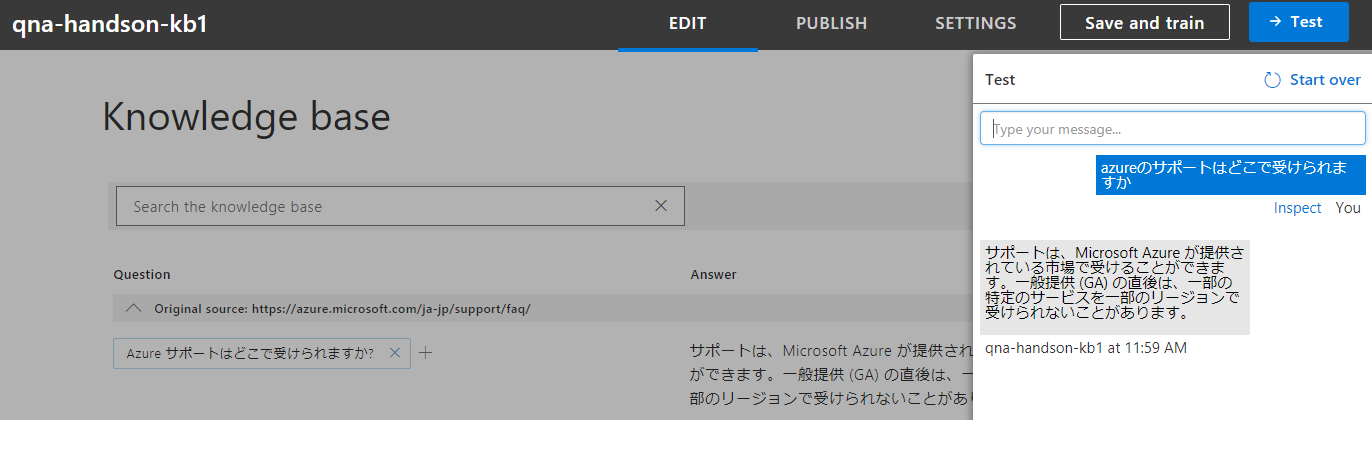 qna-handson-kb1
EDIT
PUBLISH
SETTINGS
Save and train
→ Test
Knowledge base
Search the knowledge base
Question
Answer
Original source: https://azure.microsoft.com/ja-jp/support/faq/
Azure サポートはどこで受けられますか?
サポートは、Microsoft Azure が提供され
ができます。一般提供 (GA) の直後は、一
部のリージョンで受けられないことがあ
Test
Start over
Type your message...
azureのサポートはどこで受けられま
すか
Inspect You
サポートは、Microsoft Azure が提供さ
れている市場で受けることができま
す。一般提供 (GA) の直後は、一部の
特定のサービスを一部のリージョンで
受けられないことがあります。
qna-handson-kb1 at 11:59 AM